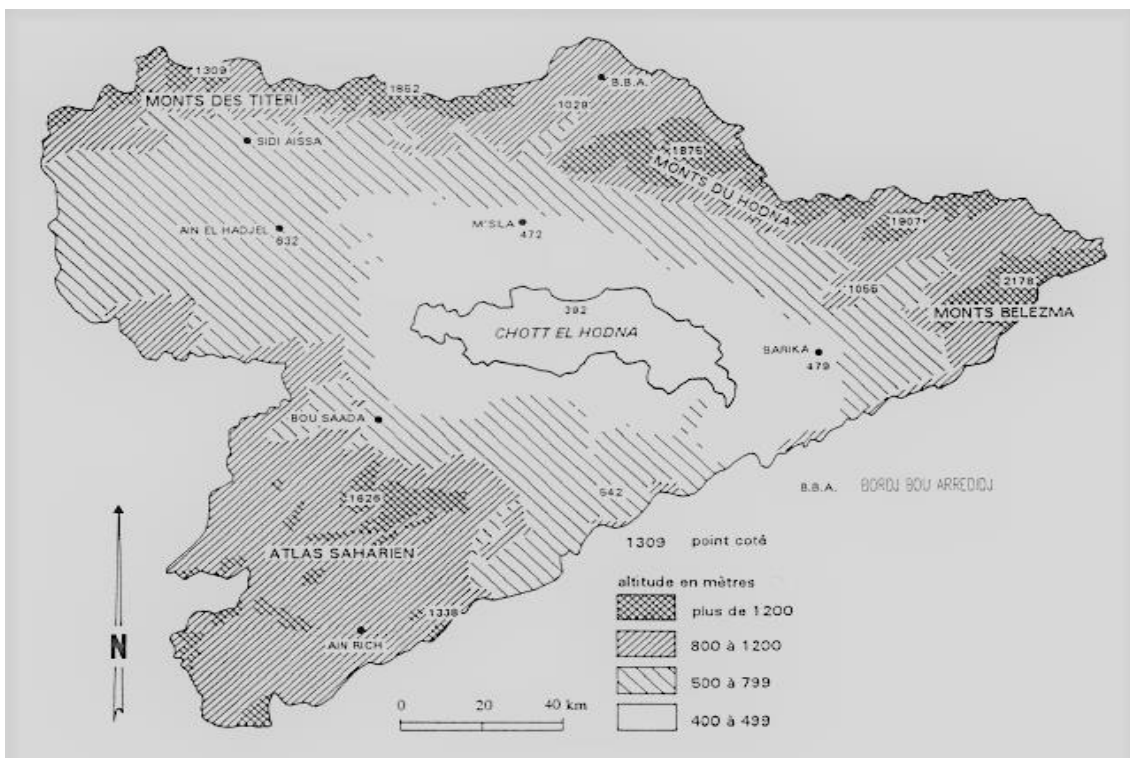 1309
1862
B.B.A.
MONTS DES TITERI
1029
SIDI AISSA
1875
MONTS DU HODNA
AIN EL HADJEL
632
M'SILA
472
1907
2178
1056
MONTS BELEZMA
392
CHOTT EL HODNA
BARIKA
479
BOU SAADA
B.B.A. BORDJ BOU ARREDIDJ
1626
542
1309 point coté
ATLAS SAHARIEN
altitude en mètres
plus de 1200
1338
800 à 1200
AIN RICH
N
500 à 799
0 20 40 km
400 à 499